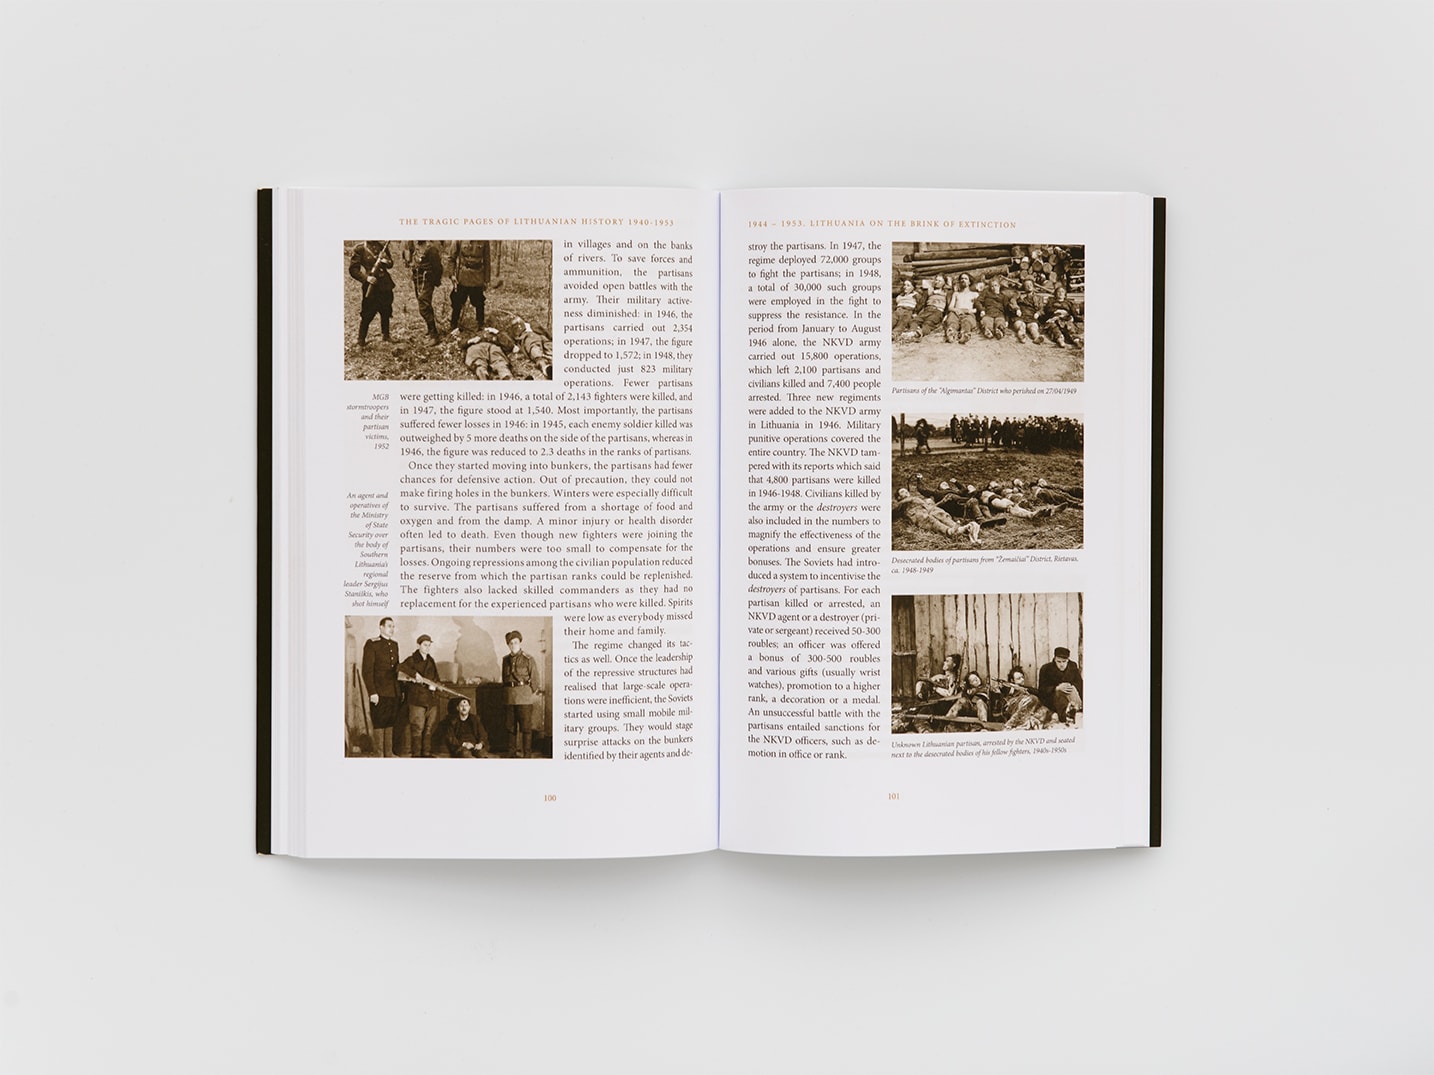 THE TRAGIC PAGES OF LITHUANIAN HISTORY 1940-1953
in villages and on the banks
of rivers. To save forces and
ammunition, the partisans
avoided open battles with the
army. Their military active-
ness diminished: in 1946, the
partisans carried out 2,354
operations; in 1947, the figure
dropped to 1,572; in 1948, they
conducted just 823 military
operations. Fewer partisans
were getting killed: in 1946, a total of 2,143 fighters were killed, and
in 1947, the figure stood at 1,540. Most importantly, the partisans
suffered fewer losses in 1946: in 1945, each enemy soldier killed was
outweighed by 5 more deaths on the side of the partisans, whereas in
1946, the figure was reduced to 2.3 deaths in the ranks of partisans.
Once they started moving into bunkers, the partisans had fewer
chances for defensive action. Out of precaution, they could not
make firing holes in the bunkers. Winters were especially difficult
to survive. The partisans suffered from a shortage of food and
oxygen and from the damp. A minor injury or health disorder
often led to death. Even though new fighters were joining the
partisans, their numbers were too small to compensate for the
losses. Ongoing repressions among the civilian population reduced
the reserve from which the partisan ranks could be replenished.
The fighters also lacked skilled commanders as they had no
replacement for the experienced partisans who were killed. Spirits
were low as everybody missed
their home and family.
The regime changed its tac-
tics as well. Once the leadership
of the repressive structures had
realised that large-scale opera-
tions were inefficient, the Soviets
started using small mobile mil-
itary groups. They would stage
surprise attacks on the bunkers
identified by their agents and de-
MGB
stormtroopers
and their
partisan
victims,
1952
An agent and
operatives of
the Ministry
of State
Security over
the body of
Southern
Lithuania's
regional
leader Sergijus
Staniškis, who
shot himself
100
1944 – 1953. LITHUANIA ON THE BRINK OF EXTINCTION
stroy the partisans. In 1947, the
regime deployed 72,000 groups
to fight the partisans; in 1948,
a total of 30,000 such groups
were employed in the fight to
suppress the resistance. In the
period from January to August
1946 alone, the NKVD army
carried out 15,800 operations,
which left 2,100 partisans and
civilians killed and 7,400 people
arrested. Three new regiments
were added to the NKVD army
in Lithuania in 1946. Military
punitive operations covered the
entire country. The NKVD tam-
pered with its reports which said
that 4,800 partisans were killed
in 1946-1948. Civilians killed by
the army or the destroyers were
also included in the numbers to
magnify the effectiveness of the
operations and ensure greater
bonuses. The Soviets had intro-
duced a system to incentivise the
destroyers of partisans. For each
partisan killed or arrested, an
NKVD agent or a destroyer (pri-
vate or sergeant) received 50-300
roubles; an officer was offered
a bonus of 300-500 roubles
and various gifts (usually wrist
watches), promotion to a higher
rank, a decoration or a medal.
An unsuccessful battle with the
partisans entailed sanctions for
the NKVD officers, such as de-
motion in office or rank.
Partisans of the "Algimantas" District who perished on 27/04/1949
Desecrated bodies of partisans from "Žemaičiai" District, Rietavas,
ca. 1948-1949
Unknown Lithuanian partisan, arrested by the NKVD and seated
next to the desecrated bodies of his fellow fighters, 1940s-1950s
101